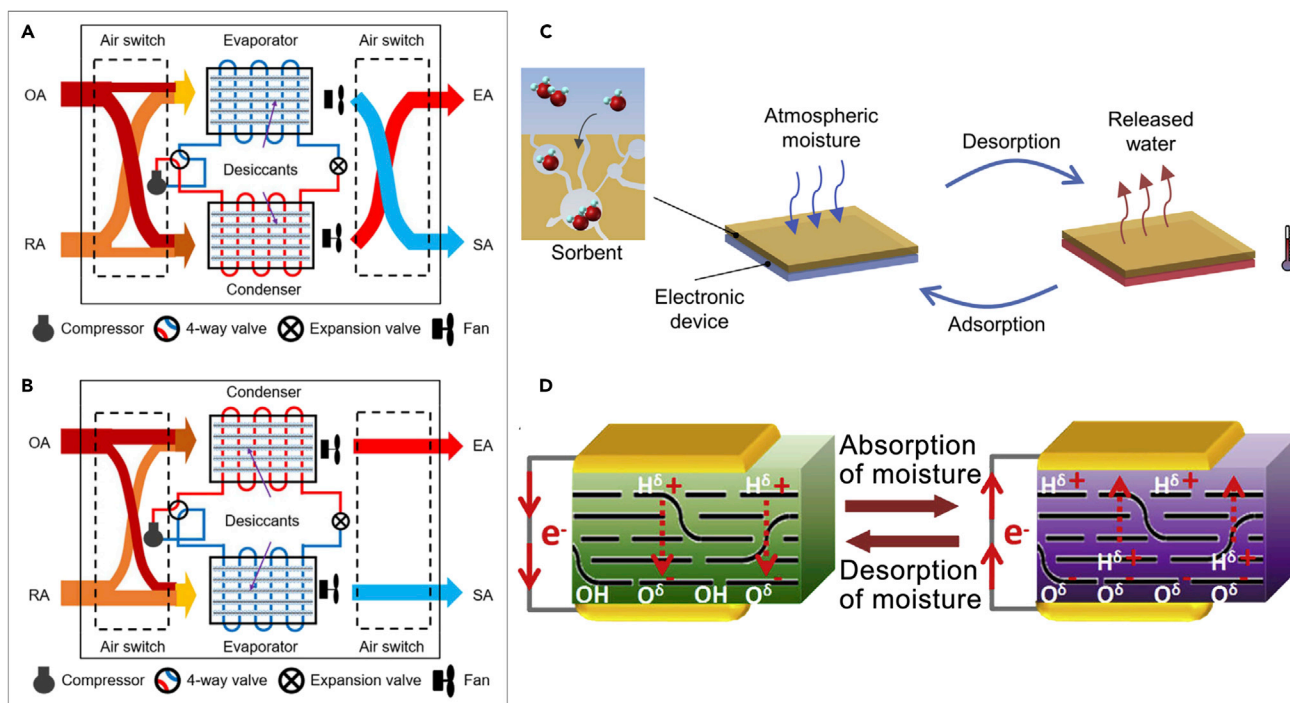 A
Air switch
Evaporator
Air switch
OA
EA
Desiccants
RA
SA
Condenser
Compressor
4-way valve
Expansion valve
Fan
B
Condenser
OA
EA
Desiccants
RA
SA
Air switch
Evaporator
Air switch
Compressor
4-way valve
Expansion valve
Fan
C
Atmospheric
moisture
Desorption
Released
water
Sorbent
Electronic
device
Adsorption
D
Absorption
of moisture
Desorption
of moisture
e-
Hδ+ Hδ+
OH Oδ- OH Oδ-
e-
Hδ+ Hδ+
Hδ+ Hδ+
Oδ- Oδ- Oδ- Oδ-